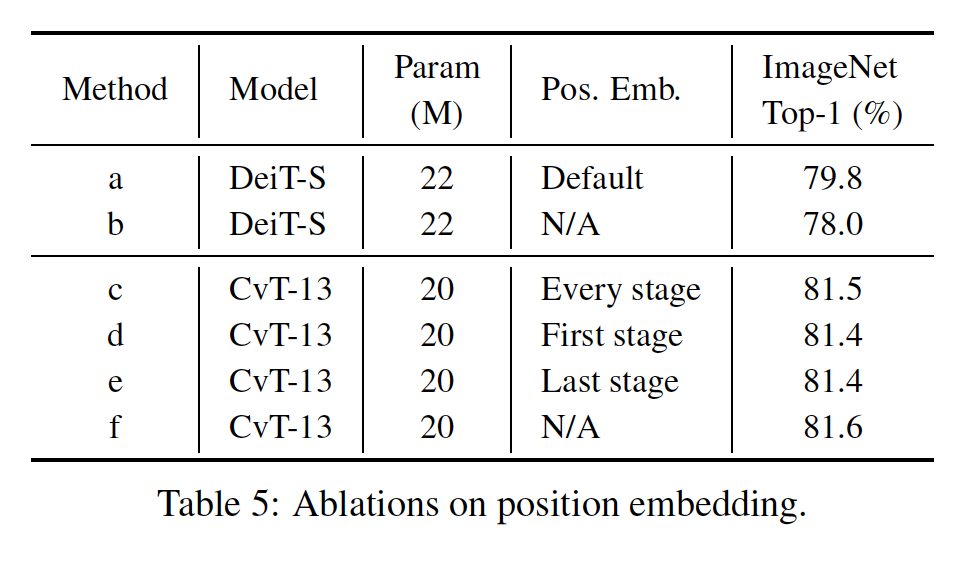 Method Model Param (M) Pos. Emb. ImageNet Top-1 (%)
a DeiT-S 22 Default 79.8
b DeiT-S 22 N/A 78.0
c CvT-13 20 Every stage 81.5
d CvT-13 20 First stage 81.4
e CvT-13 20 Last stage 81.4
f CvT-13 20 N/A 81.6
Table 5: Ablations on position embedding.